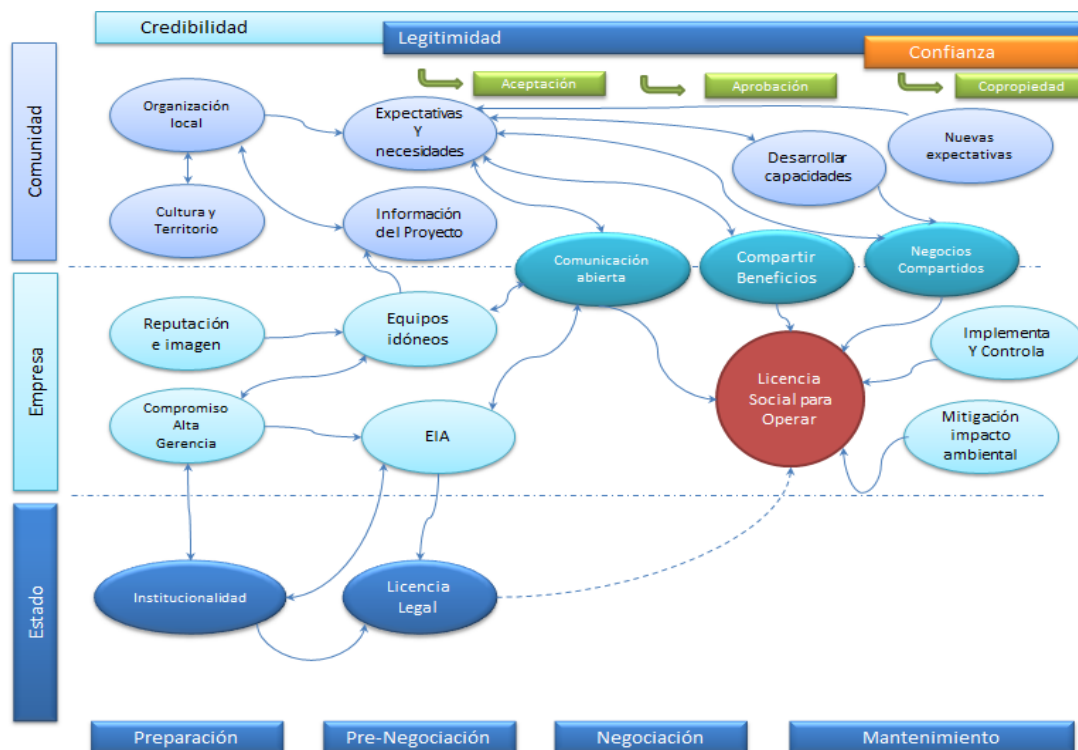 Credibilidad
Legitimidad
Confianza
Aceptación
Aprobación
Copropiedad
Comunidad
Organización
local
Expectativas
Y
necesidades
Nuevas
expectativas
Desarrollar
capacidades
Cultura y
Territorio
Información
del Proyecto
Comunicación
abierta
Compartir
Beneficios
Negocios
Compartidos
Empresa
Reputación
e imagen
Equipos
idóneos
Implementa
Y Controla
Licencia
Social para
Operar
Compromiso
Alta
Gerencia
EIA
Mitigación
impacto
ambiental
Estado
Institucionalidad
Licencia
Legal
Preparación
Pre-Negociación
Negociación
Mantenimiento